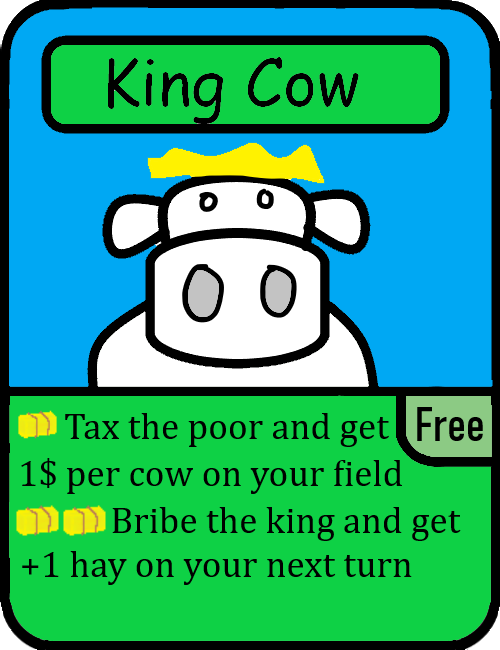 King Cow
Free
Tax the poor and get
1$ per cow on your field
Bribe the king and get
+1 hay on your next turn